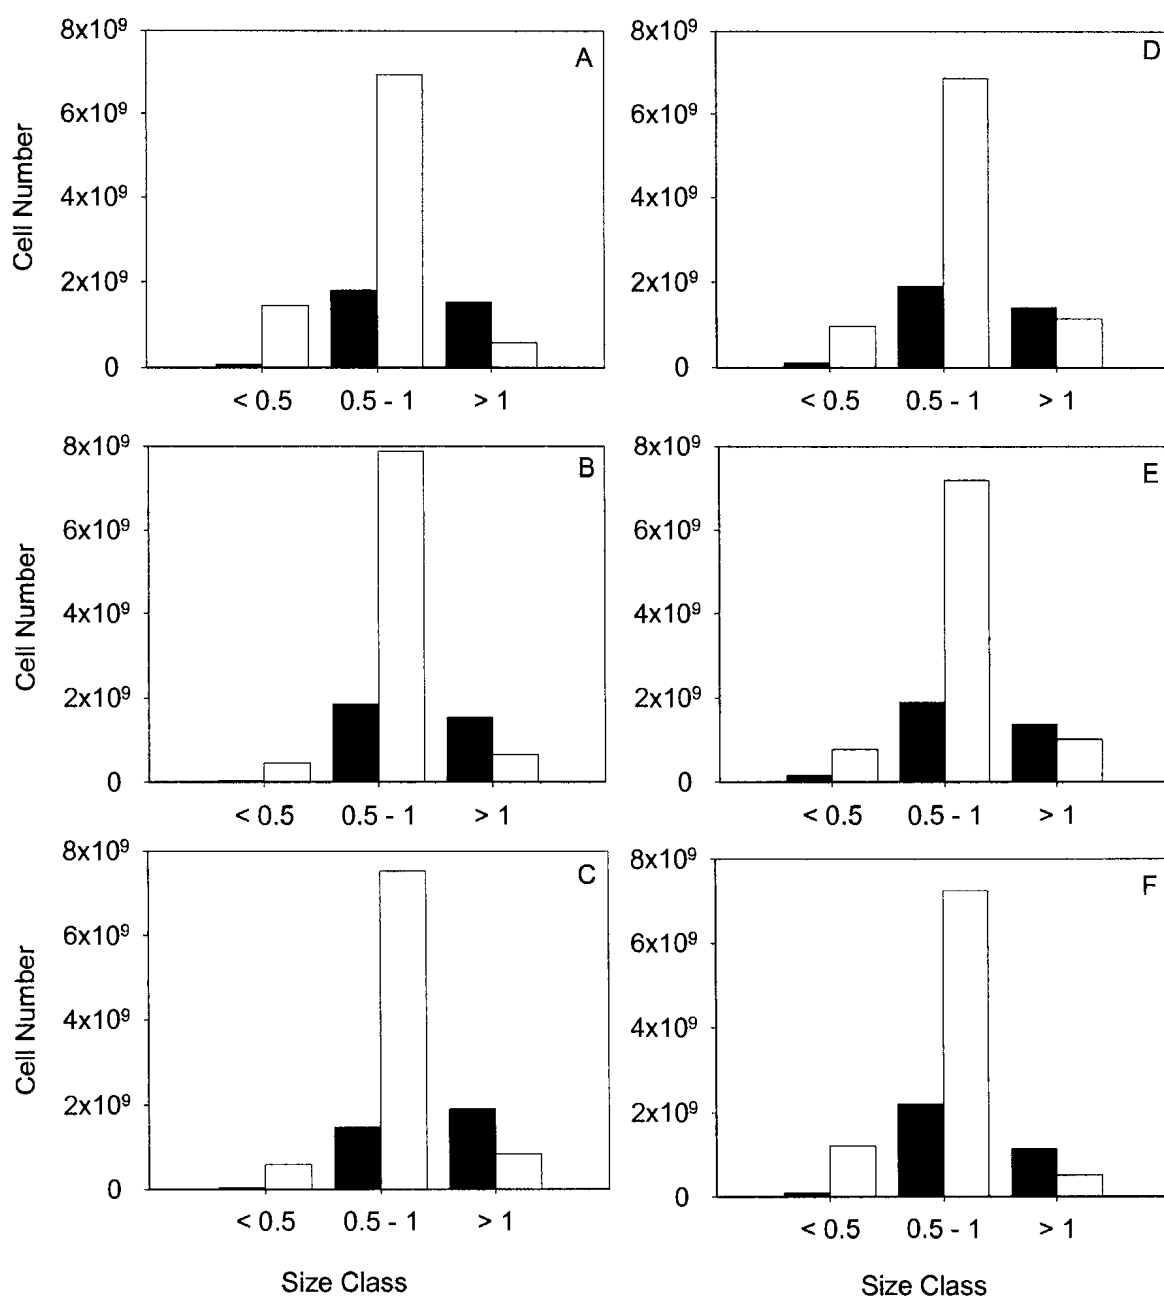 8x10⁹
6x10⁹
4x10⁹
2x10⁹
0
Cell Number
A
< 0.5
0.5 - 1
> 1
8x10⁹
6x10⁹
4x10⁹
2x10⁹
0
D
< 0.5
0.5 - 1
> 1
8x10⁹
6x10⁹
4x10⁹
2x10⁹
0
Cell Number
B
< 0.5
0.5 - 1
> 1
8x10⁹
6x10⁹
4x10⁹
2x10⁹
0
E
< 0.5
0.5 - 1
> 1
8x10⁹
6x10⁹
4x10⁹
2x10⁹
0
Cell Number
C
< 0.5
0.5 - 1
> 1
Size Class
8x10⁹
6x10⁹
4x10⁹
2x10⁹
0
F
< 0.5
0.5 - 1
> 1
Size Class